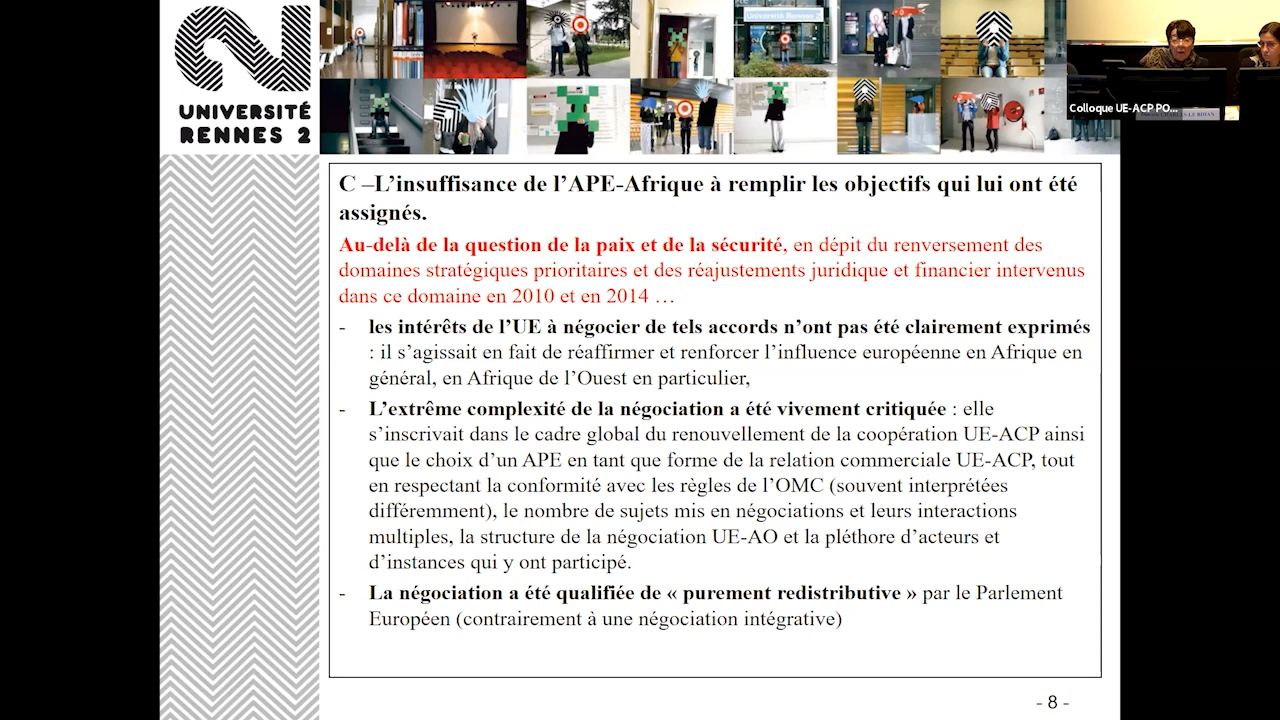 UNIVERSITÉ
RENNES 2
Colloque UE-ACP PO...
C –L’insuffisance de l’APE-Afrique à remplir les objectifs qui lui ont été
assignés.
Au-delà de la question de la paix et de la sécurité, en dépit du renversement des
domaines stratégiques prioritaires et des réajustements juridique et financier intervenus
dans ce domaine en 2010 et en 2014 …
- les intérêts de l’UE à négocier de tels accords n’ont pas été clairement exprimés
: il s’agissait en fait de réaffirmer et renforcer l’influence européenne en Afrique en
général, en Afrique de l’Ouest en particulier,
- L’extrême complexité de la négociation a été vivement critiquée : elle
s’inscrivait dans le cadre global du renouvellement de la coopération UE-ACP ainsi
que le choix d’un APE en tant que forme de la relation commerciale UE-ACP, tout
en respectant la conformité avec les règles de l’OMC (souvent interprétées
différemment), le nombre de sujets mis en négociations et leurs interactions
multiples, la structure de la négociation UE-AO et la pléthore d’acteurs et
d’instances qui y ont participé.
- La négociation a été qualifiée de « purement redistributive » par le Parlement
Européen (contrairement à une négociation intégrative)
- 8 -